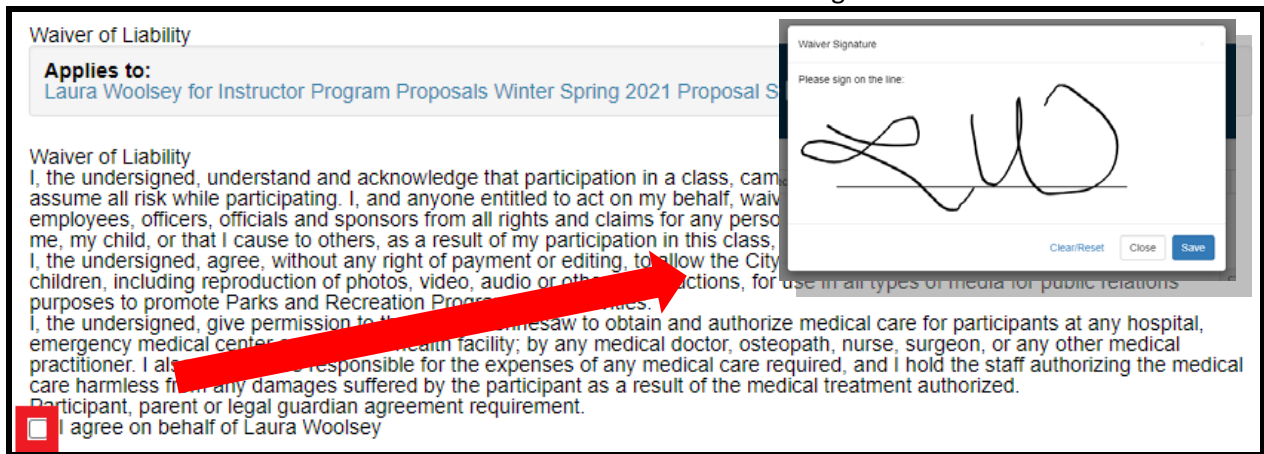 Waiver of Liability
Applies to:
Laura Woolsey for Instructor Program Proposals Winter Spring 2021 Proposal S
Waiver of Liability
I, the undersigned, understand and acknowledge that participation in a class, cam
assume all risk while participating. I, and anyone entitled to act on my behalf, waiv
employees, officers, officials and sponsors from all rights and claims for any perso
me, my child, or that I cause to others, as a result of my participation in this class,
I, the undersigned, agree, without any right of payment or editing, to allow the City
children, including reproduction of photos, video, audio or other ctions, for use in all types of media for public relations
purposes to promote Parks and Recreation Progr
I, the undersigned, give permission to nnesaw to obtain and authorize medical care for participants at any hospital,
emergency medical center ealth facility; by any medical doctor, osteopath, nurse, surgeon, or any other medical
practitioner. I als responsible for the expenses of any medical care required, and I hold the staff authorizing the medical
care harmless from any damages suffered by the participant as a result of the medical treatment authorized.
Participant, parent or legal guardian agreement requirement.
I agree on behalf of Laura Woolsey
Waiver Signature
Please sign on the line:
Clear/Reset Close Save